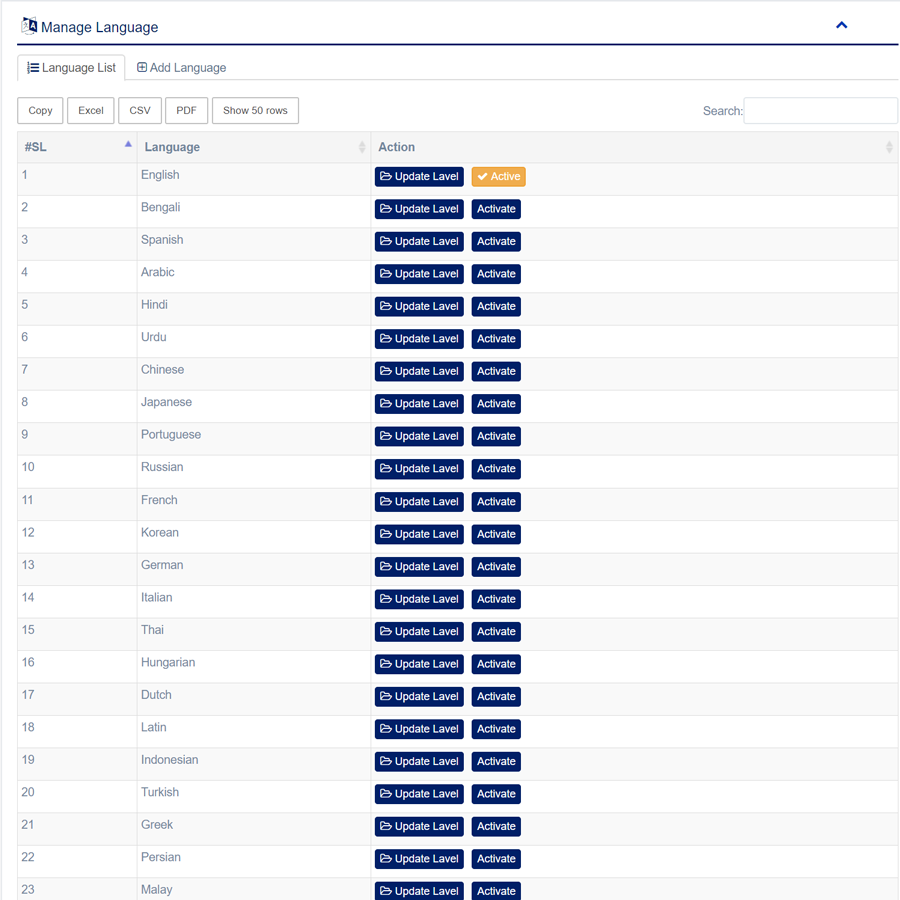 Manage Language
Language List Add Language
Copy Excel CSV PDF Show 50 rows Search:
#SL Language Action
1 English Update Lavel Active
2 Bengali Update Lavel Activate
3 Spanish Update Lavel Activate
4 Arabic Update Lavel Activate
5 Hindi Update Lavel Activate
6 Urdu Update Lavel Activate
7 Chinese Update Lavel Activate
8 Japanese Update Lavel Activate
9 Portuguese Update Lavel Activate
10 Russian Update Lavel Activate
11 French Update Lavel Activate
12 Korean Update Lavel Activate
13 German Update Lavel Activate
14 Italian Update Lavel Activate
15 Thai Update Lavel Activate
16 Hungarian Update Lavel Activate
17 Dutch Update Lavel Activate
18 Latin Update Lavel Activate
19 Indonesian Update Lavel Activate
20 Turkish Update Lavel Activate
21 Greek Update Lavel Activate
22 Persian Update Lavel Activate
23 Malay Update Lavel Activate